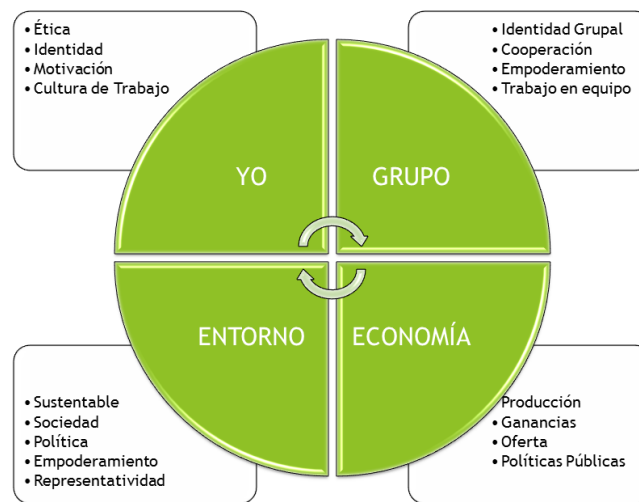 • Ética
• Identidad
• Motivación
• Cultura de Trabajo
• Identidad Grupal
• Cooperación
• Empoderamiento
• Trabajo en equipo
YO
GRUPO
ENTORNO
ECONOMÍA
• Sustentable
• Sociedad
• Política
• Empoderamiento
• Representatividad
Producción
• Ganancias
• Oferta
• Políticas Públicas